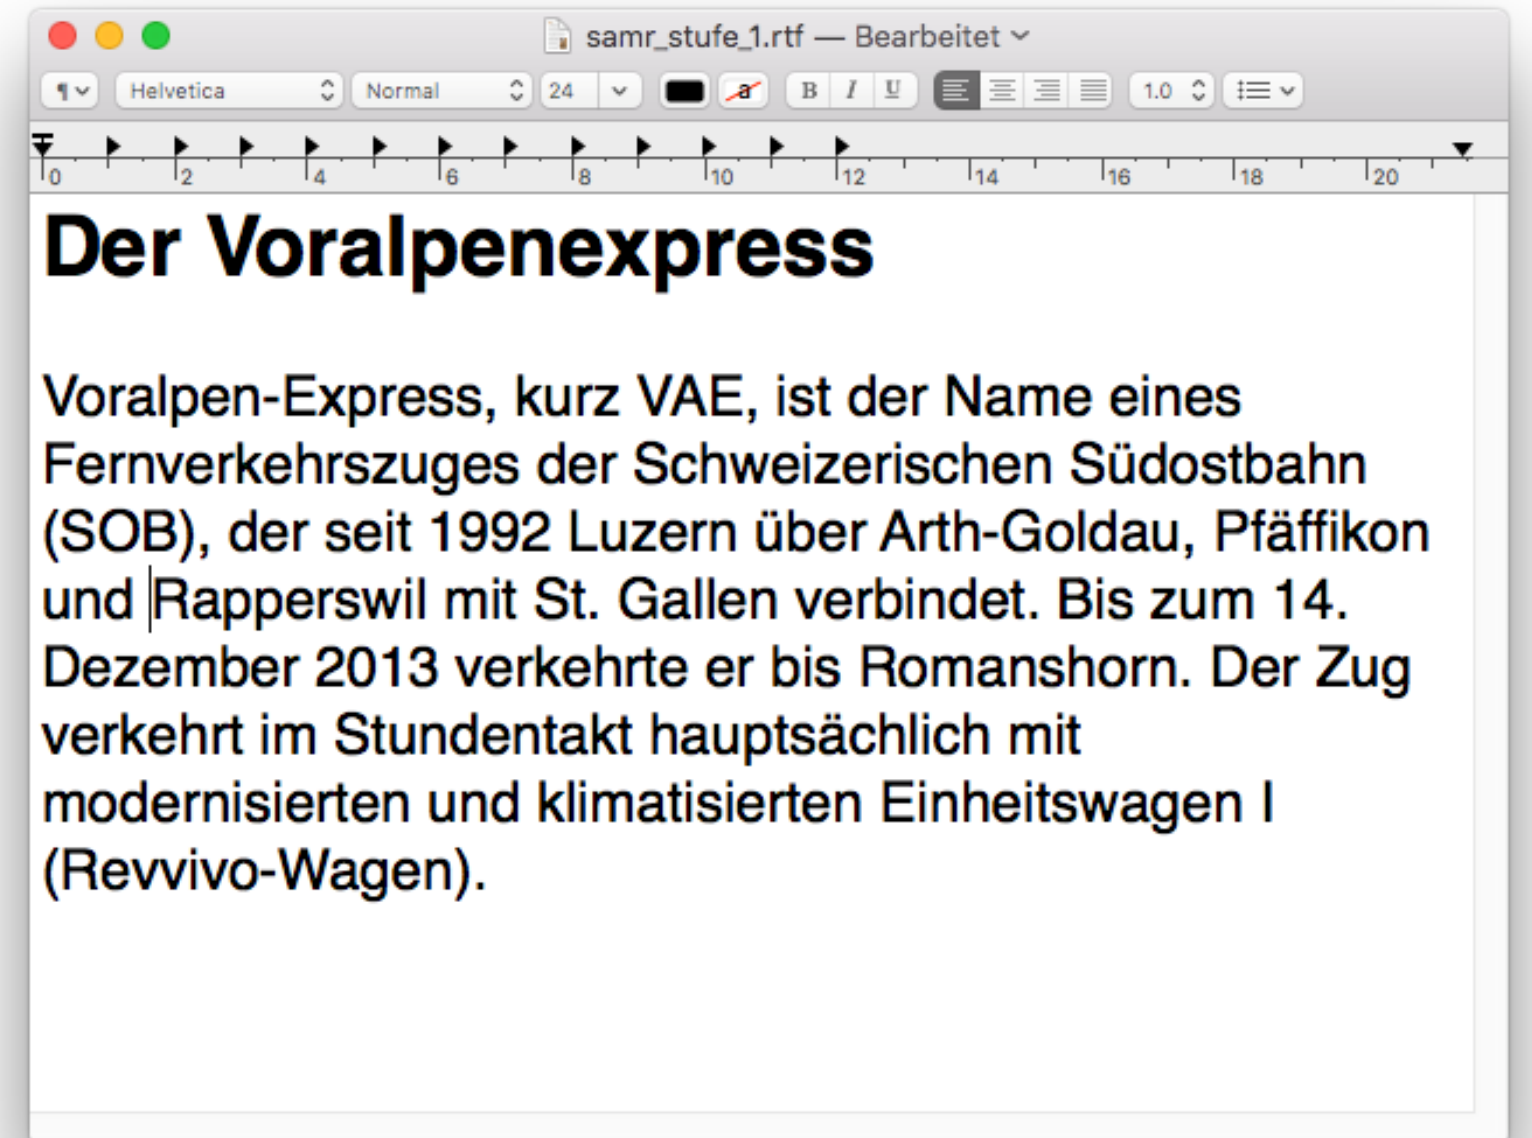 samr_stufe_1.rtf — Bearbeitet
¶ Helvetica Normal 24 a B I U 1.0
0 2 4 6 8 10 12 14 16 18 20
Der Voralpenexpress
Voralpen-Express, kurz VAE, ist der Name eines
Fernverkehrszuges der Schweizerischen Südostbahn
(SOB), der seit 1992 Luzern über Arth-Goldau, Pfäffikon
und Rapperswil mit St. Gallen verbindet. Bis zum 14.
Dezember 2013 verkehrte er bis Romanshorn. Der Zug
verkehrt im Stundentakt hauptsächlich mit
modernisierten und klimatisierten Einheitswagen I
(Revvivo-Wagen).